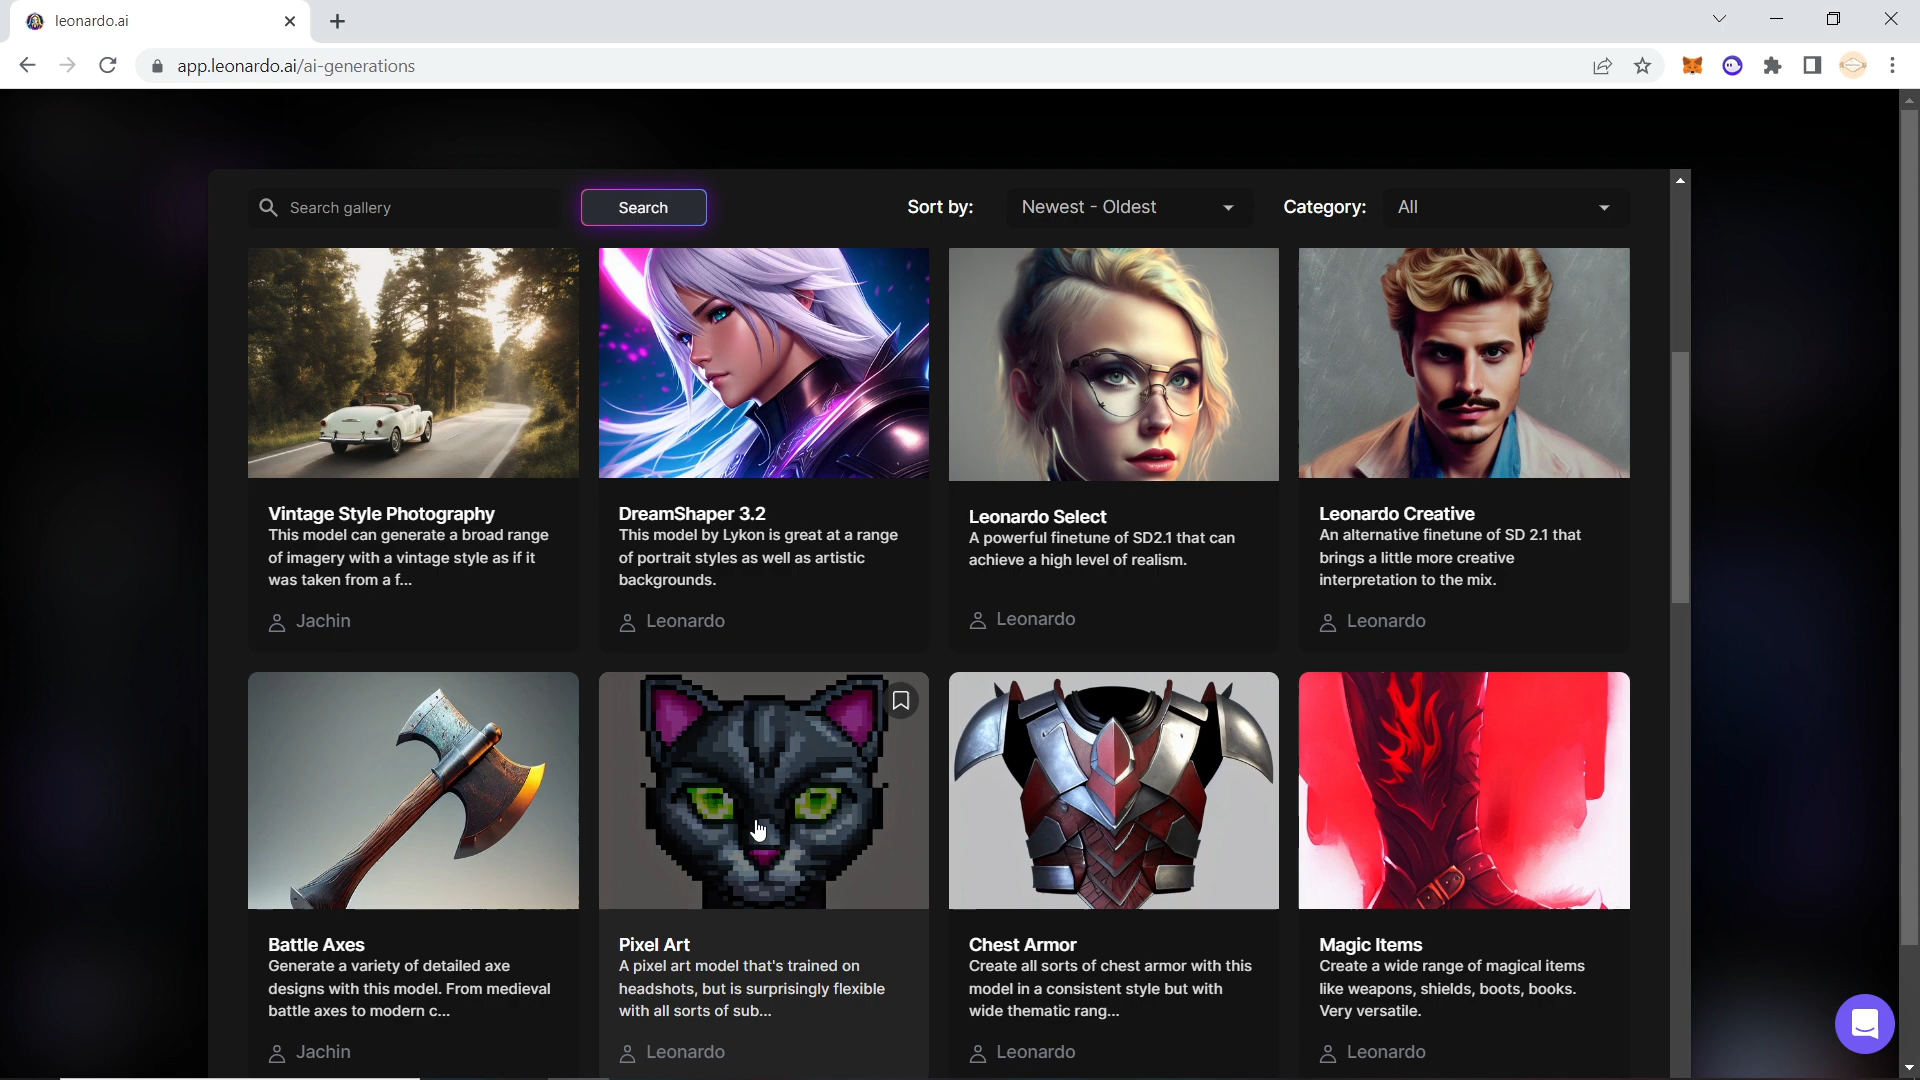 leonardo.ai
app.leonardo.ai/ai-generations
Search gallery
Search
Sort by:
Newest - Oldest
Category:
All
Vintage Style Photography
This model can generate a broad range
of imagery with a vintage style as if it
was taken from a f...
Jachin
DreamShaper 3.2
This model by Lykon is great at a range
of portrait styles as well as artistic
backgrounds.
Leonardo
Leonardo Select
A powerful finetune of SD2.1 that can
achieve a high level of realism.
Leonardo
Leonardo Creative
An alternative finetune of SD 2.1 that
brings a little more creative
interpretation to the mix.
Leonardo
Battle Axes
Generate a variety of detailed axe
designs with this model. From medieval
battle axes to modern c...
Jachin
Pixel Art
A pixel art model that's trained on
headshots, but is surprisingly flexible
with all sorts of sub...
Leonardo
Chest Armor
Create all sorts of chest armor with this
model in a consistent style but with
wide thematic rang...
Leonardo
Magic Items
Create a wide range of magical items
like weapons, shields, boots, books.
Very versatile.
Leonardo